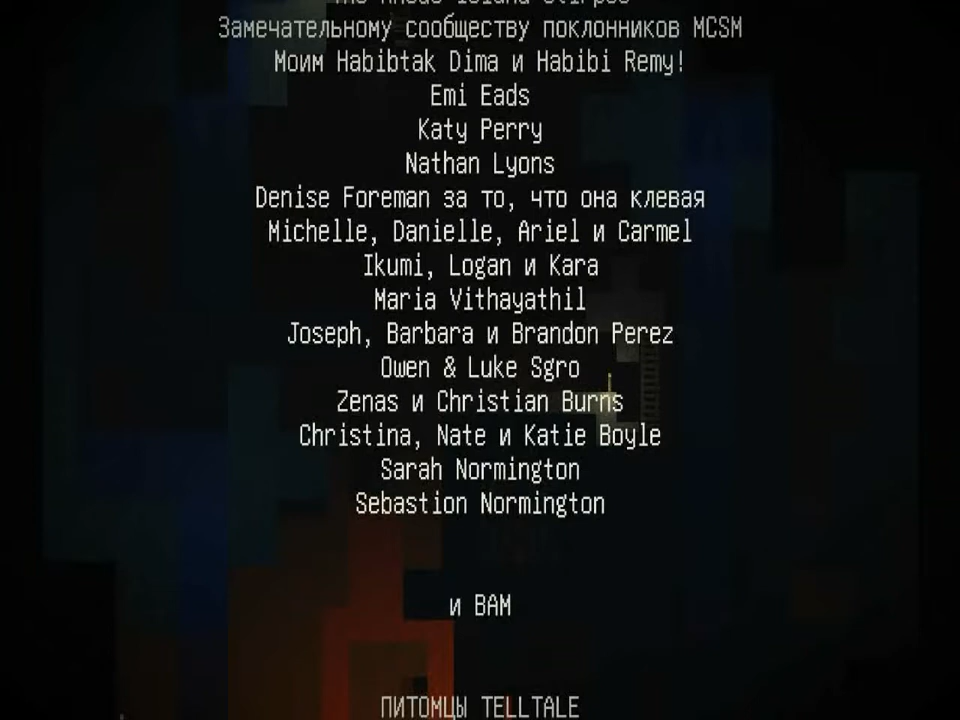 Замечательному сообществу поклонников MCSM
Моим Habibtak Dima и Habibi Remy!
Emi Eads
Katy Perry
Nathan Lyons
Denise Foreman за то, что она клевая
Michelle, Danielle, Ariel и Carmel
Ikumi, Logan и Kara
Maria Vithayathil
Joseph, Barbara и Brandon Perez
Owen & Luke Sgro
Zenas и Christian Burns
Christina, Nate и Katie Boyle
Sarah Normington
Sebastion Normington
и ВАМ
ПИТОМЦЫ TELLTALE